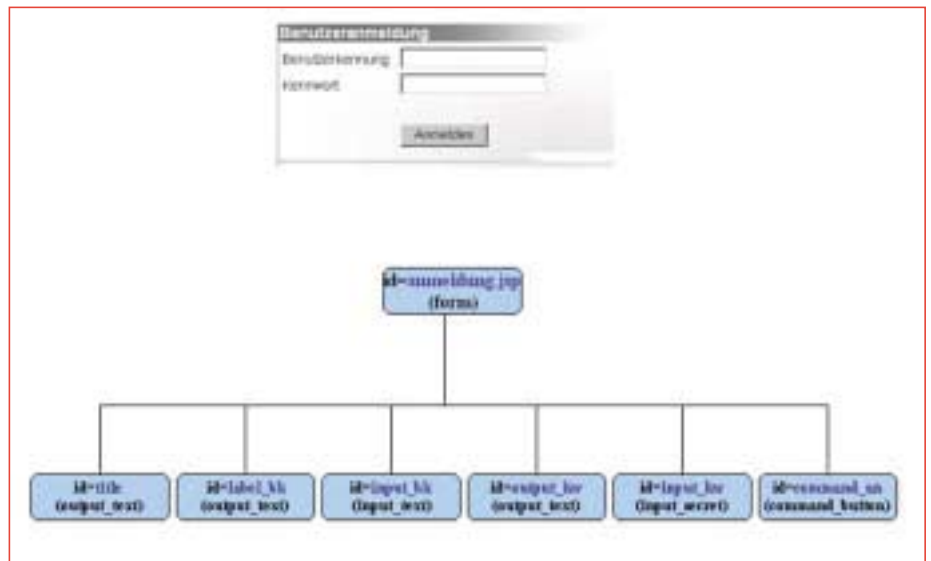 Benutzeranmeldung
Benutzerkennung
Kennwort
Anmelden
id=anmeldung.jsp
(form)
id=title
(output_text)
id=label_bk
(output_text)
id=input_bk
(input_text)
id=output_kw
(output_text)
id=input_kw
(input_secret)
id=command_an
(command_button)